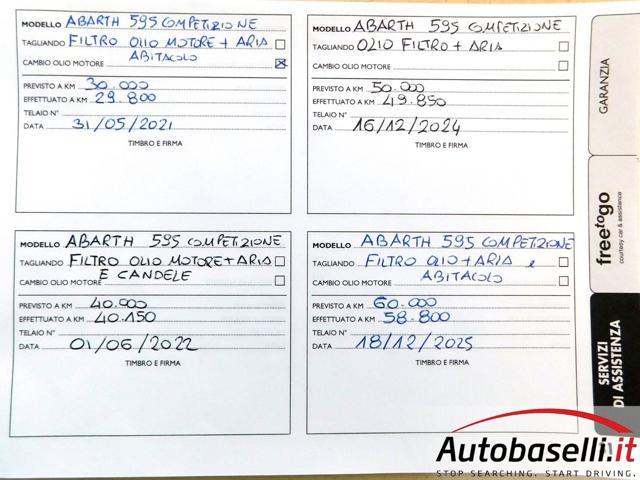 MODELLO ABARTH 595 COMPETIZIONE
TAGLIANDO FILTRO OLIO MOTORE + ARIA
ABITACOLO
CAMBIO OLIO MOTORE
PREVISTO A KM 30.000
EFFETTUATO A KM 29.800
TELAIO N°
DATA 31/05/2021
TIMBRO E FIRMA
MODELLO ABARTH 595 COMPETIZIONE
TAGLIANDO OLIO FILTRO + ARIA
CAMBIO OLIO MOTORE
PREVISTO A KM 50.000
EFFETTUATO A KM 49.850
TELAIO N°
DATA 16/12/2024
TIMBRO E FIRMA
MODELLO ABARTH 595 COMPETIZIONE
TAGLIANDO FILTRO OLIO MOTORE + ARIA
E CANDELE
CAMBIO OLIO MOTORE
PREVISTO A KM 40.000
EFFETTUATO A KM 40.150
TELAIO N°
DATA 01/06/2022
TIMBRO E FIRMA
MODELLO ABARTH 595 COMPETIZIONE
TAGLIANDO FILTRO OLIO + ARIA e
ABITACOLO
CAMBIO OLIO MOTORE
PREVISTO A KM 60.000
EFFETTUATO A KM 58.800
TELAIO N°
DATA 18/12/2025
TIMBRO E FIRMA
GARANZIA
freetogo
courtesy car & assistance
SERVIZI
DI ASSISTENZA
Autobaselli.it
STOP SEARCHING. START DRIVING.